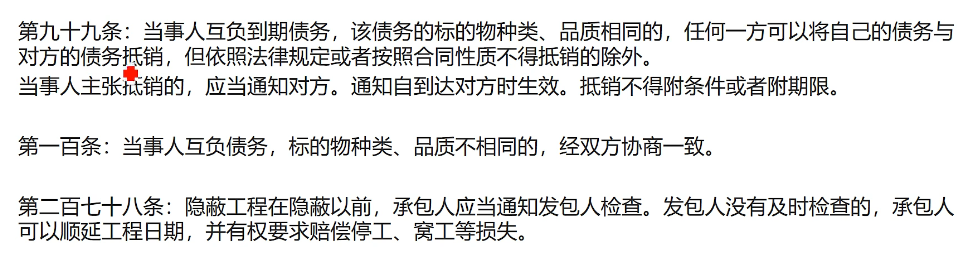 第九十九条：当事人互负到期债务，该债务的标的物种类、品质相同的，任何一方可以将自己的债务与
对方的债务抵销，但依照法律规定或者按照合同性质不得抵销的除外。
当事人主张抵销的，应当通知对方。通知自到达对方时生效。抵销不得附条件或者附期限。
第一百条：当事人互负债务，标的物种类、品质不相同的，经双方协商一致。
第二百七十八条：隐蔽工程在隐蔽以前，承包人应当通知发包人检查。发包人没有及时检查的，承包人
可以顺延工程日期，并有权要求赔偿停工、窝工等损失。